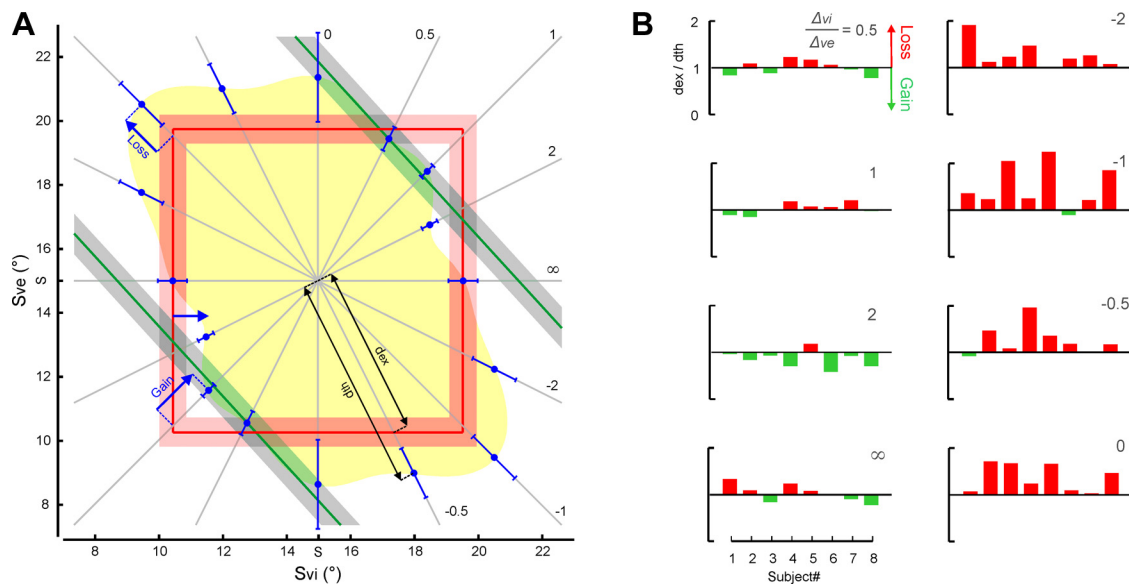 A
0
0.5
1
22
20
18
16
S
14
12
10
8
Sve (°)
2
∞
-2
-1
-0.5
Loss
Gain
dex
dth
8
10
12
14
S
16
18
20
22
Svi (°)
B
2
1
0
dex / dth
Δvi
Δve = 0.5
Loss
Gain
-2
1
-1
2
-0.5
∞
0
1 2 3 4 5 6 7 8
Subject#